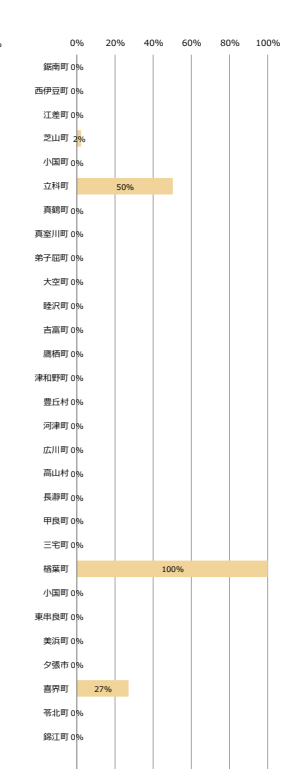 %
0% 20% 40% 60% 80% 100%
鋸南町 0%
西伊豆町 0%
江差町 0%
芝山町 2%
小国町 0%
立科町 50%
真鶴町 0%
真室川町 0%
弟子屈町 0%
大空町 0%
睦沢町 0%
吉富町 0%
鷹栖町 0%
津和野町 0%
豊丘村 0%
河津町 0%
広川町 0%
高山村 0%
長瀞町 0%
甲良町 0%
三宅町 0%
楢葉町 100%
小国町 0%
東串良町 0%
美浜町 0%
夕張市 0%
喜界町 27%
苓北町 0%
錦江町 0%